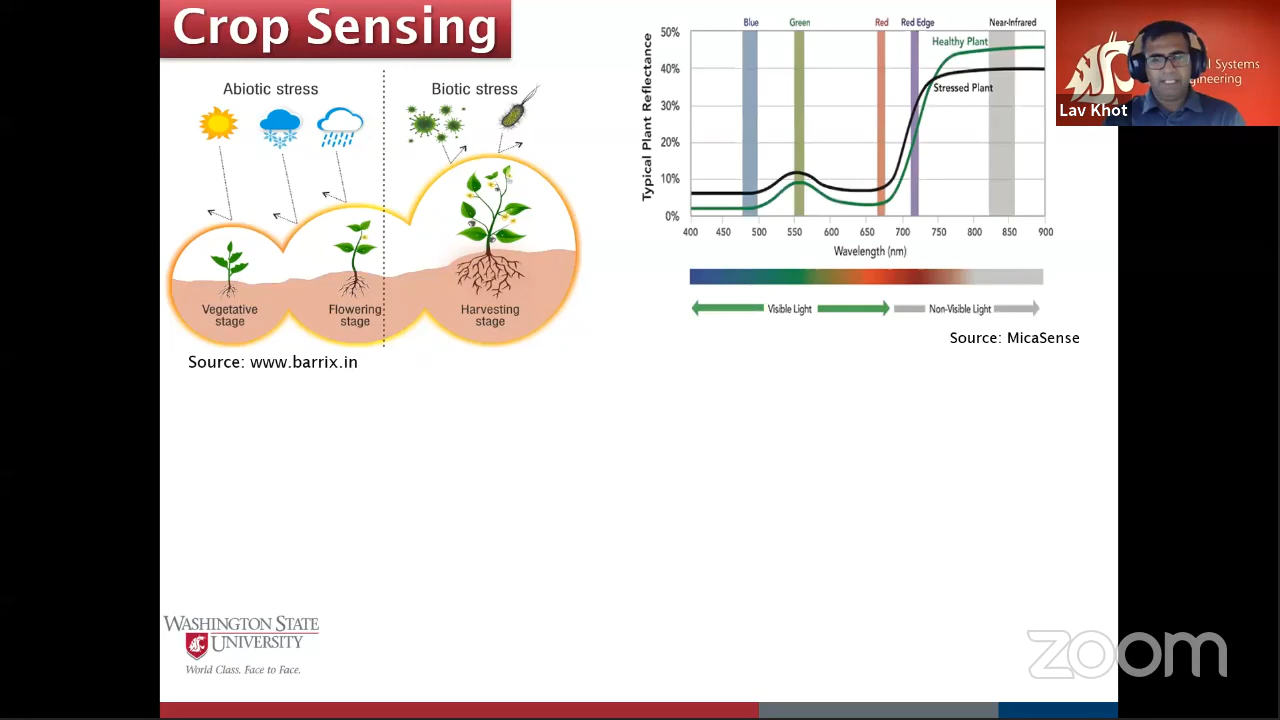 Crop Sensing
Abiotic stress
Biotic stress
Vegetative
stage
Flowering
stage
Harvesting
stage
Source: www.barrix.in
Blue
Green
Red
Red Edge
Near-Infrared
Typical Plant Reflectance
50%
40%
30%
20%
10%
0%
Healthy Plant
Stressed Plant
400
450
500
550
600
650
700
750
800
850
900
Wavelength (nm)
Visible Light
Non-Visible Light
Source: MicaSense
l Systems
gineering
Lav Khot
WASHINGTON STATE
UNIVERSITY
World Class. Face to Face.
zoom